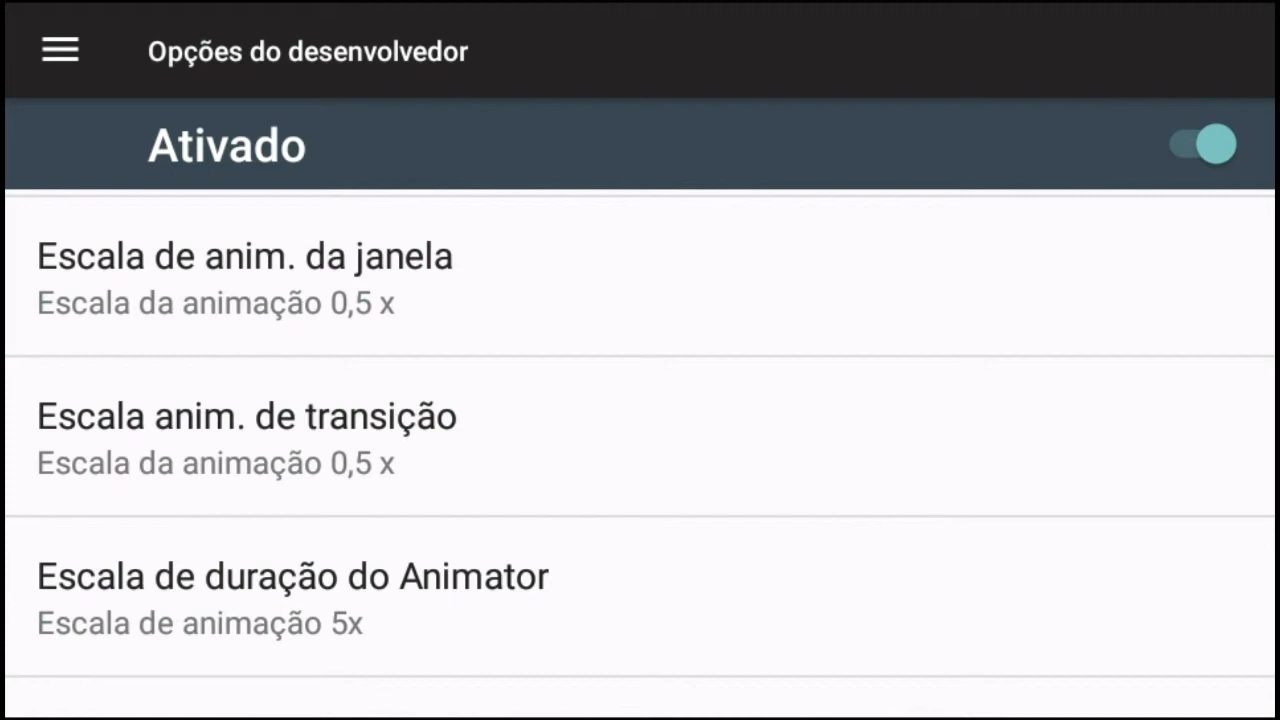 Opções do desenvolvedor
Ativado
Escala de anim. da janela
Escala da animação 0,5 x
Escala anim. de transição
Escala da animação 0,5 x
Escala de duração do Animator
Escala de animação 5x